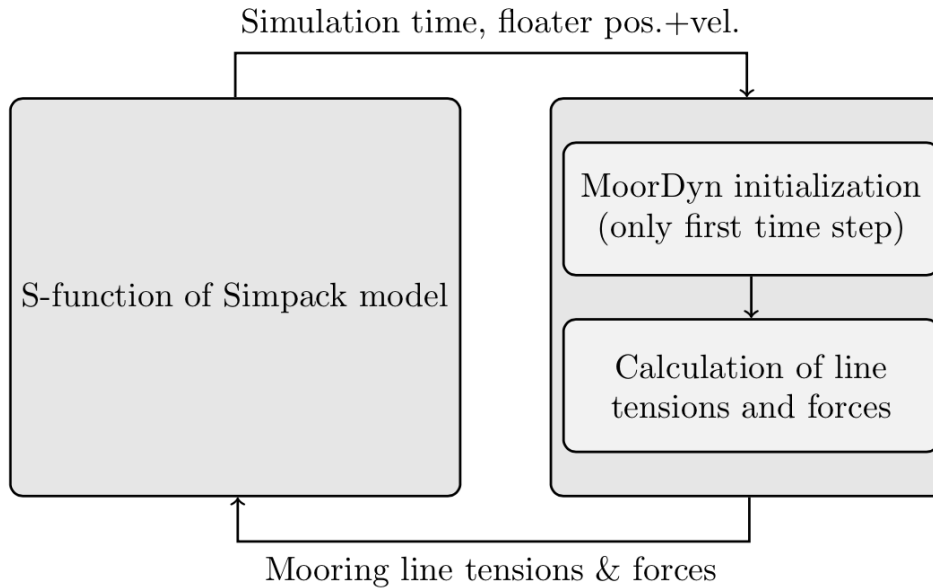 Simulation time, floater pos.+vel.
S-function of Simpack model
MoorDyn initialization
(only first time step)
Calculation of line
tensions and forces
Mooring line tensions & forces